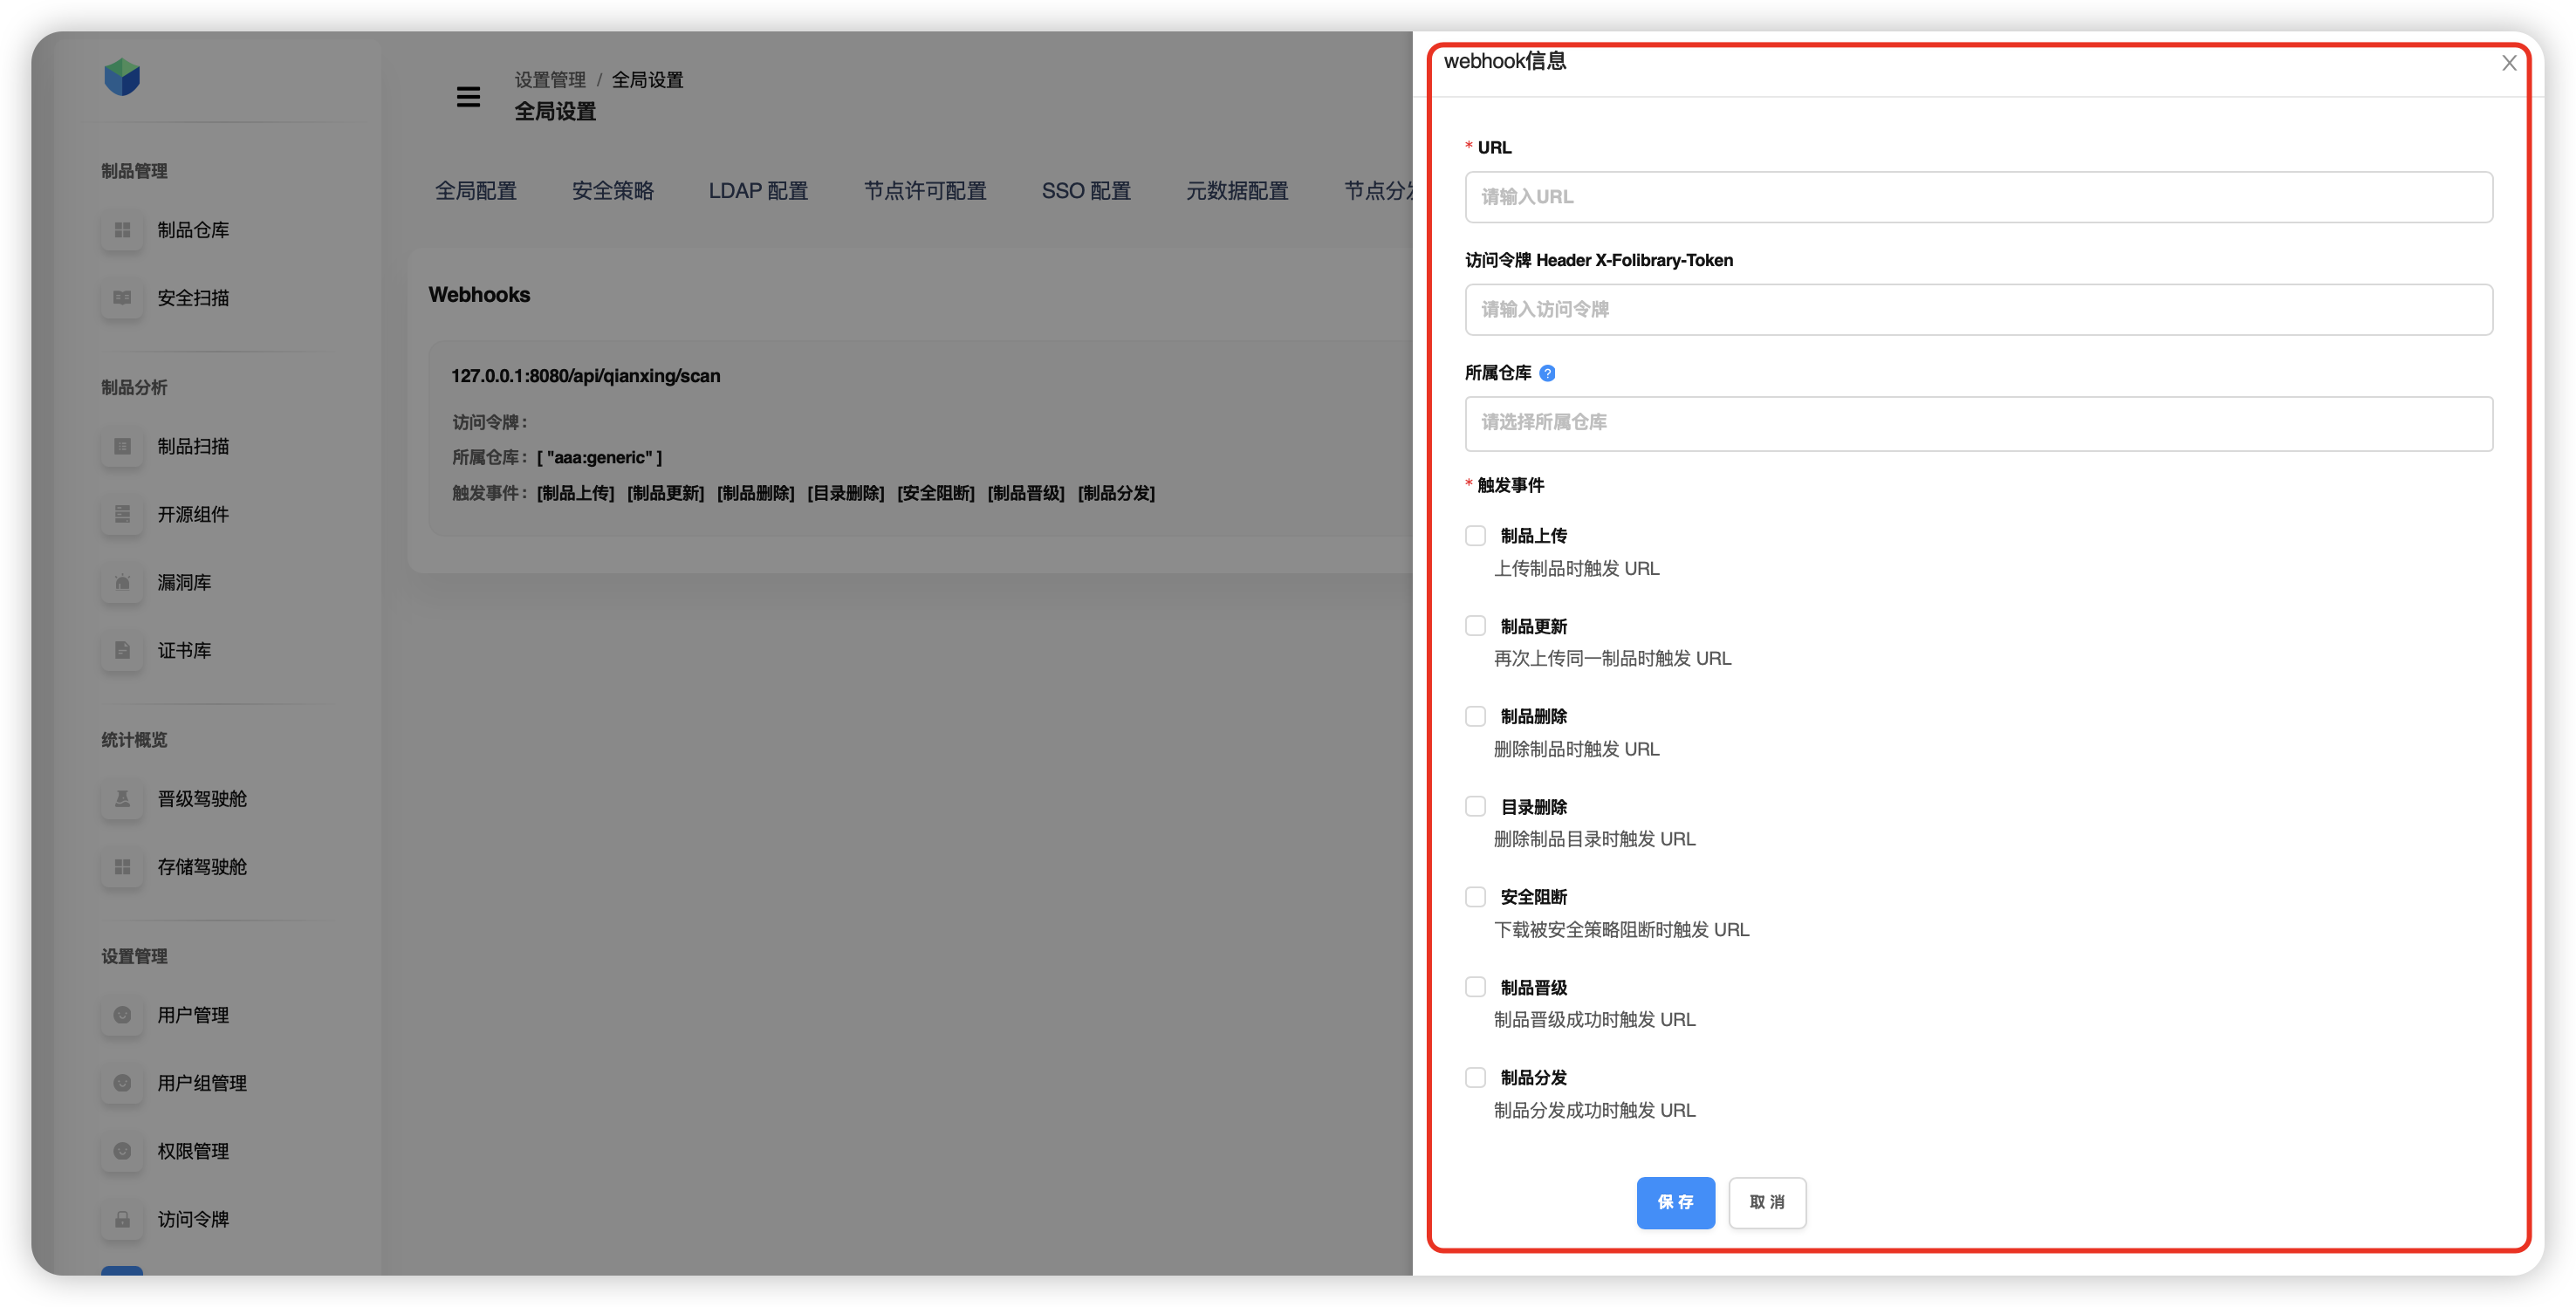 制品管理
制品仓库
安全扫描
制品分析
制品扫描
开源组件
漏洞库
证书库
统计概览
晋级驾驶舱
存储驾驶舱
设置管理
用户管理
用户组管理
权限管理
访问令牌
设置管理 / 全局设置
全局设置
全局配置 安全策略 LDAP 配置 节点许可配置 SSO 配置 元数据配置 节点分
Webhooks
127.0.0.1:8080/api/qianxing/scan
访问令牌：
所属仓库： [ "aaa:generic" ]
触发事件： [制品上传] [制品更新] [制品删除] [目录删除] [安全阻断] [制品晋级] [制品分发]
webhook信息
* URL
请输入URL
访问令牌 Header X-Folibrary-Token
请输入访问令牌
所属仓库 ?
请选择所属仓库
* 触发事件
制品上传
上传制品时触发 URL
制品更新
再次上传同一制品时触发 URL
制品删除
删除制品时触发 URL
目录删除
删除制品目录时触发 URL
安全阻断
下载被安全策略阻断时触发 URL
制品晋级
制品晋级成功时触发 URL
制品分发
制品分发成功时触发 URL
保 存
取 消